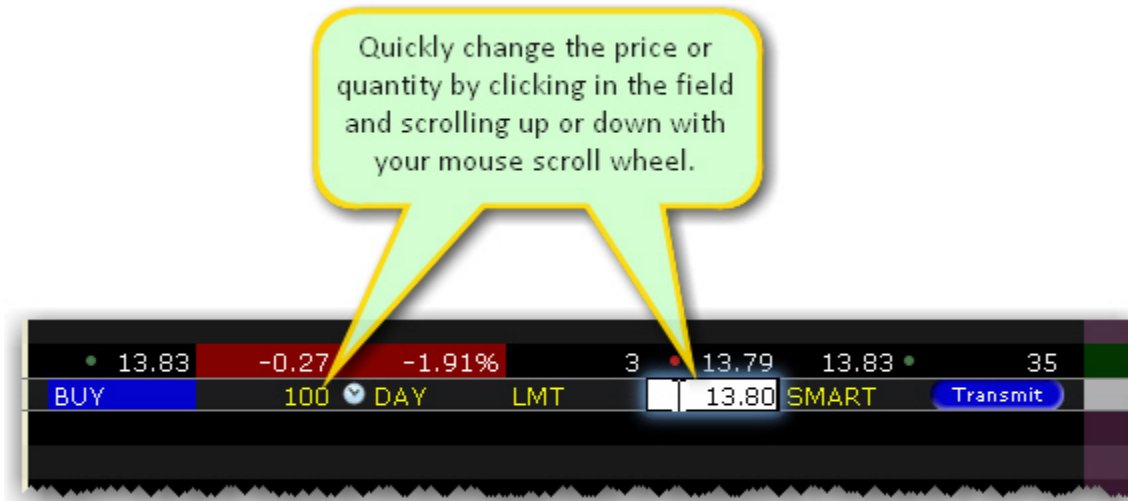 Quickly change the price or
quantity by clicking in the field
and scrolling up or down with
your mouse scroll wheel.
13.83 -0.27 -1.91% 3 13.79 13.83 35
BUY 100 DAY LMT 13.80 SMART Transmit